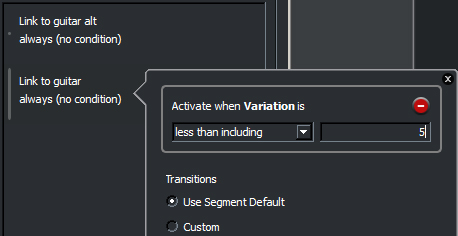 Link to guitar alt
always (no condition)
Link to guitar
always (no condition)
Activate when Variation is
less than including
5
Transitions
Use Segment Default
Custom